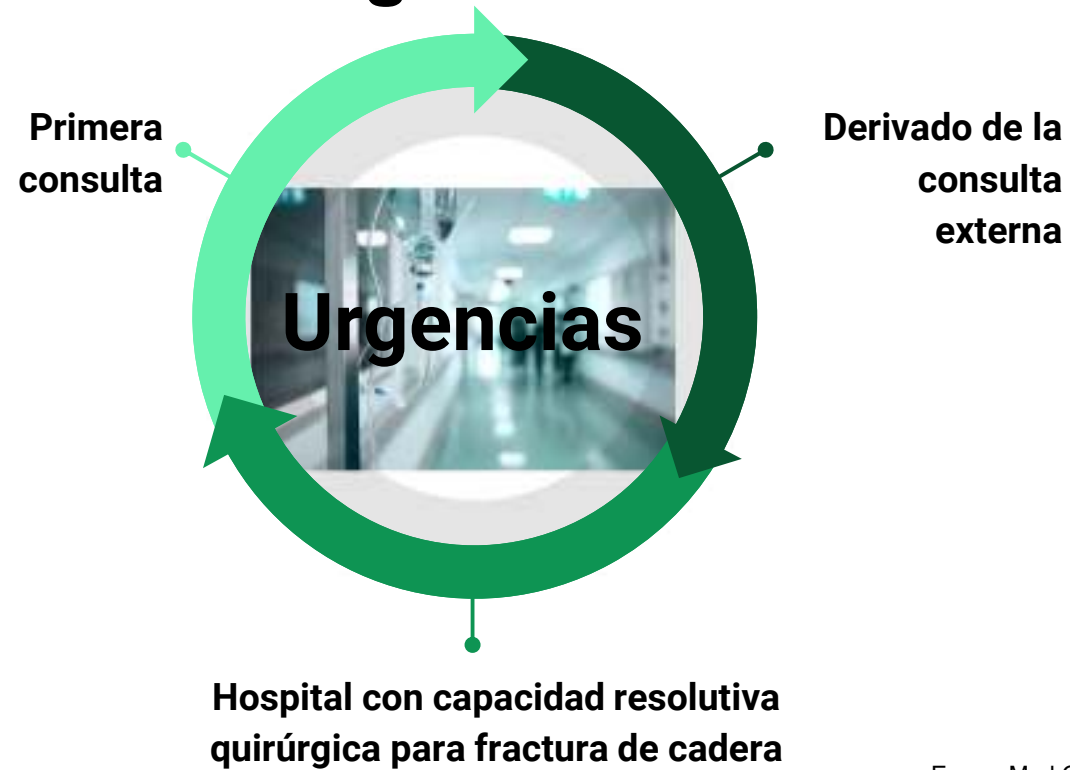 Primera
consulta
Derivado de la
consulta
externa
Urgencias
Hospital con capacidad resolutiva
quirúrgica para fractura de cadera